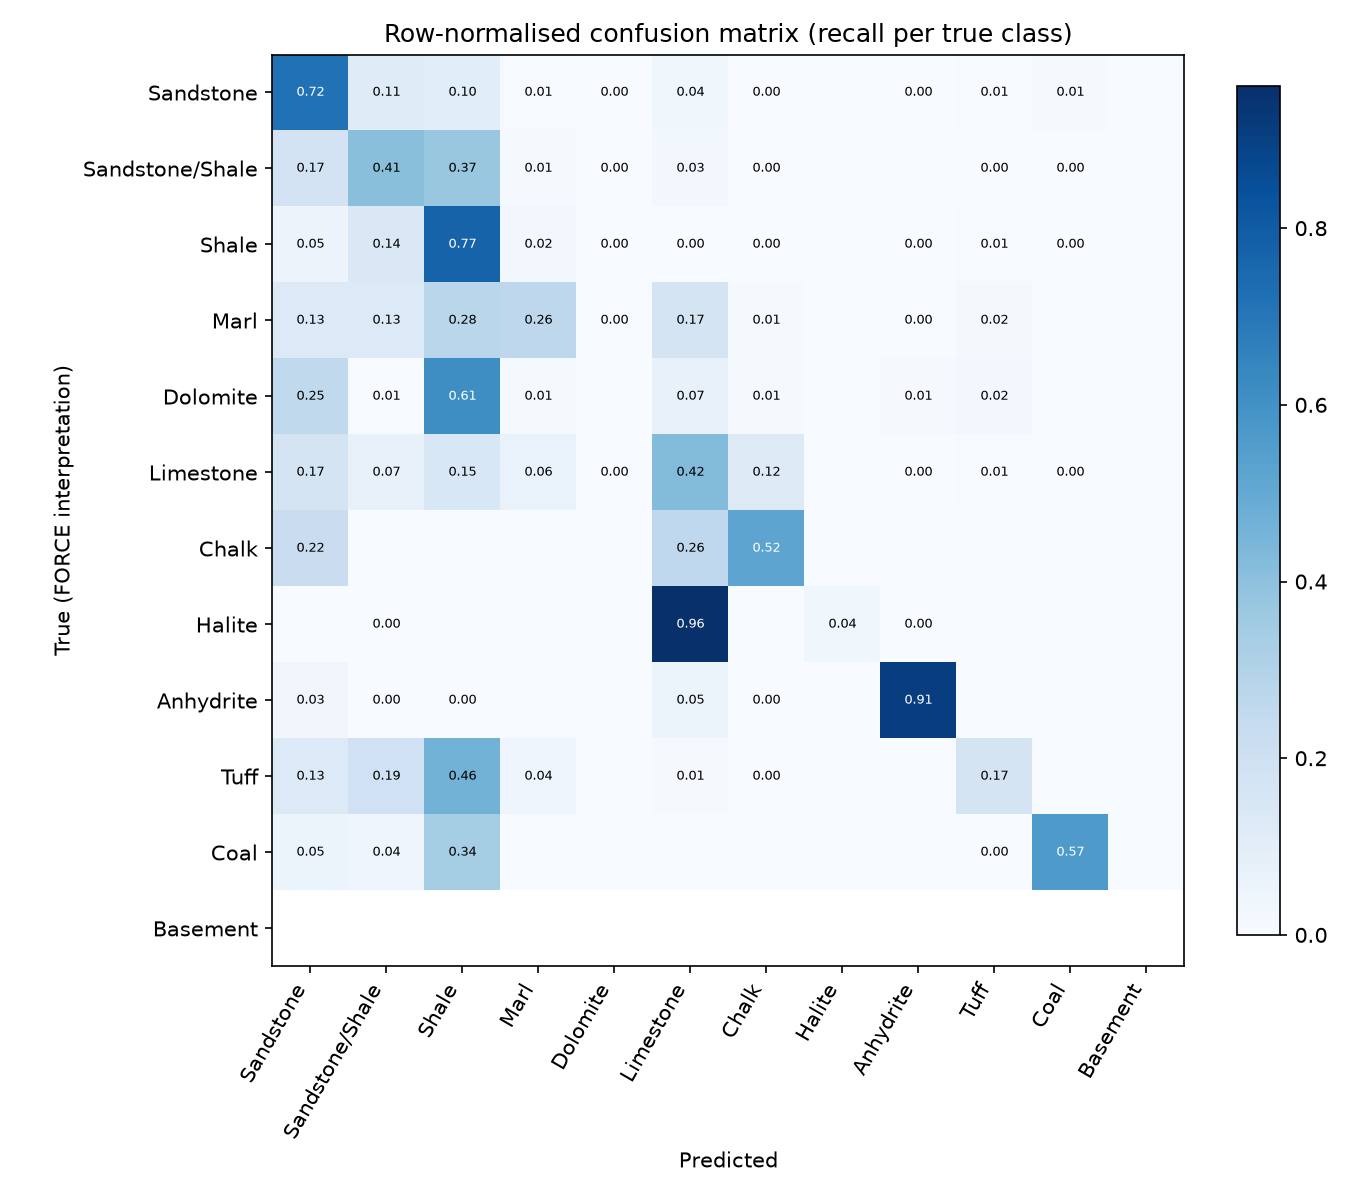 Row-normalised confusion matrix (recall per true class)
Sandstone 0.72 0.11 0.10 0.01 0.00 0.04 0.00 0.00 0.01 0.01
Sandstone/Shale 0.17 0.41 0.37 0.01 0.00 0.03 0.00 0.00 0.00
Shale 0.05 0.14 0.77 0.02 0.00 0.00 0.00 0.00 0.01 0.00
Marl 0.13 0.13 0.28 0.26 0.00 0.17 0.01 0.00 0.02
Dolomite 0.25 0.01 0.61 0.01 0.07 0.01 0.01 0.02
Limestone 0.17 0.07 0.15 0.06 0.00 0.42 0.12 0.00 0.01 0.00
Chalk 0.22 0.26 0.52
Halite 0.00 0.96 0.04 0.00
Anhydrite 0.03 0.00 0.00 0.05 0.00 0.91
Tuff 0.13 0.19 0.46 0.04 0.01 0.00 0.17
Coal 0.05 0.04 0.34 0.00 0.57
Basement
True (FORCE interpretation)
Sandstone
Sandstone/Shale
Shale
Marl
Dolomite
Limestone
Chalk
Halite
Anhydrite
Tuff
Coal
Basement
Predicted
0.8
0.6
0.4
0.2
0.0